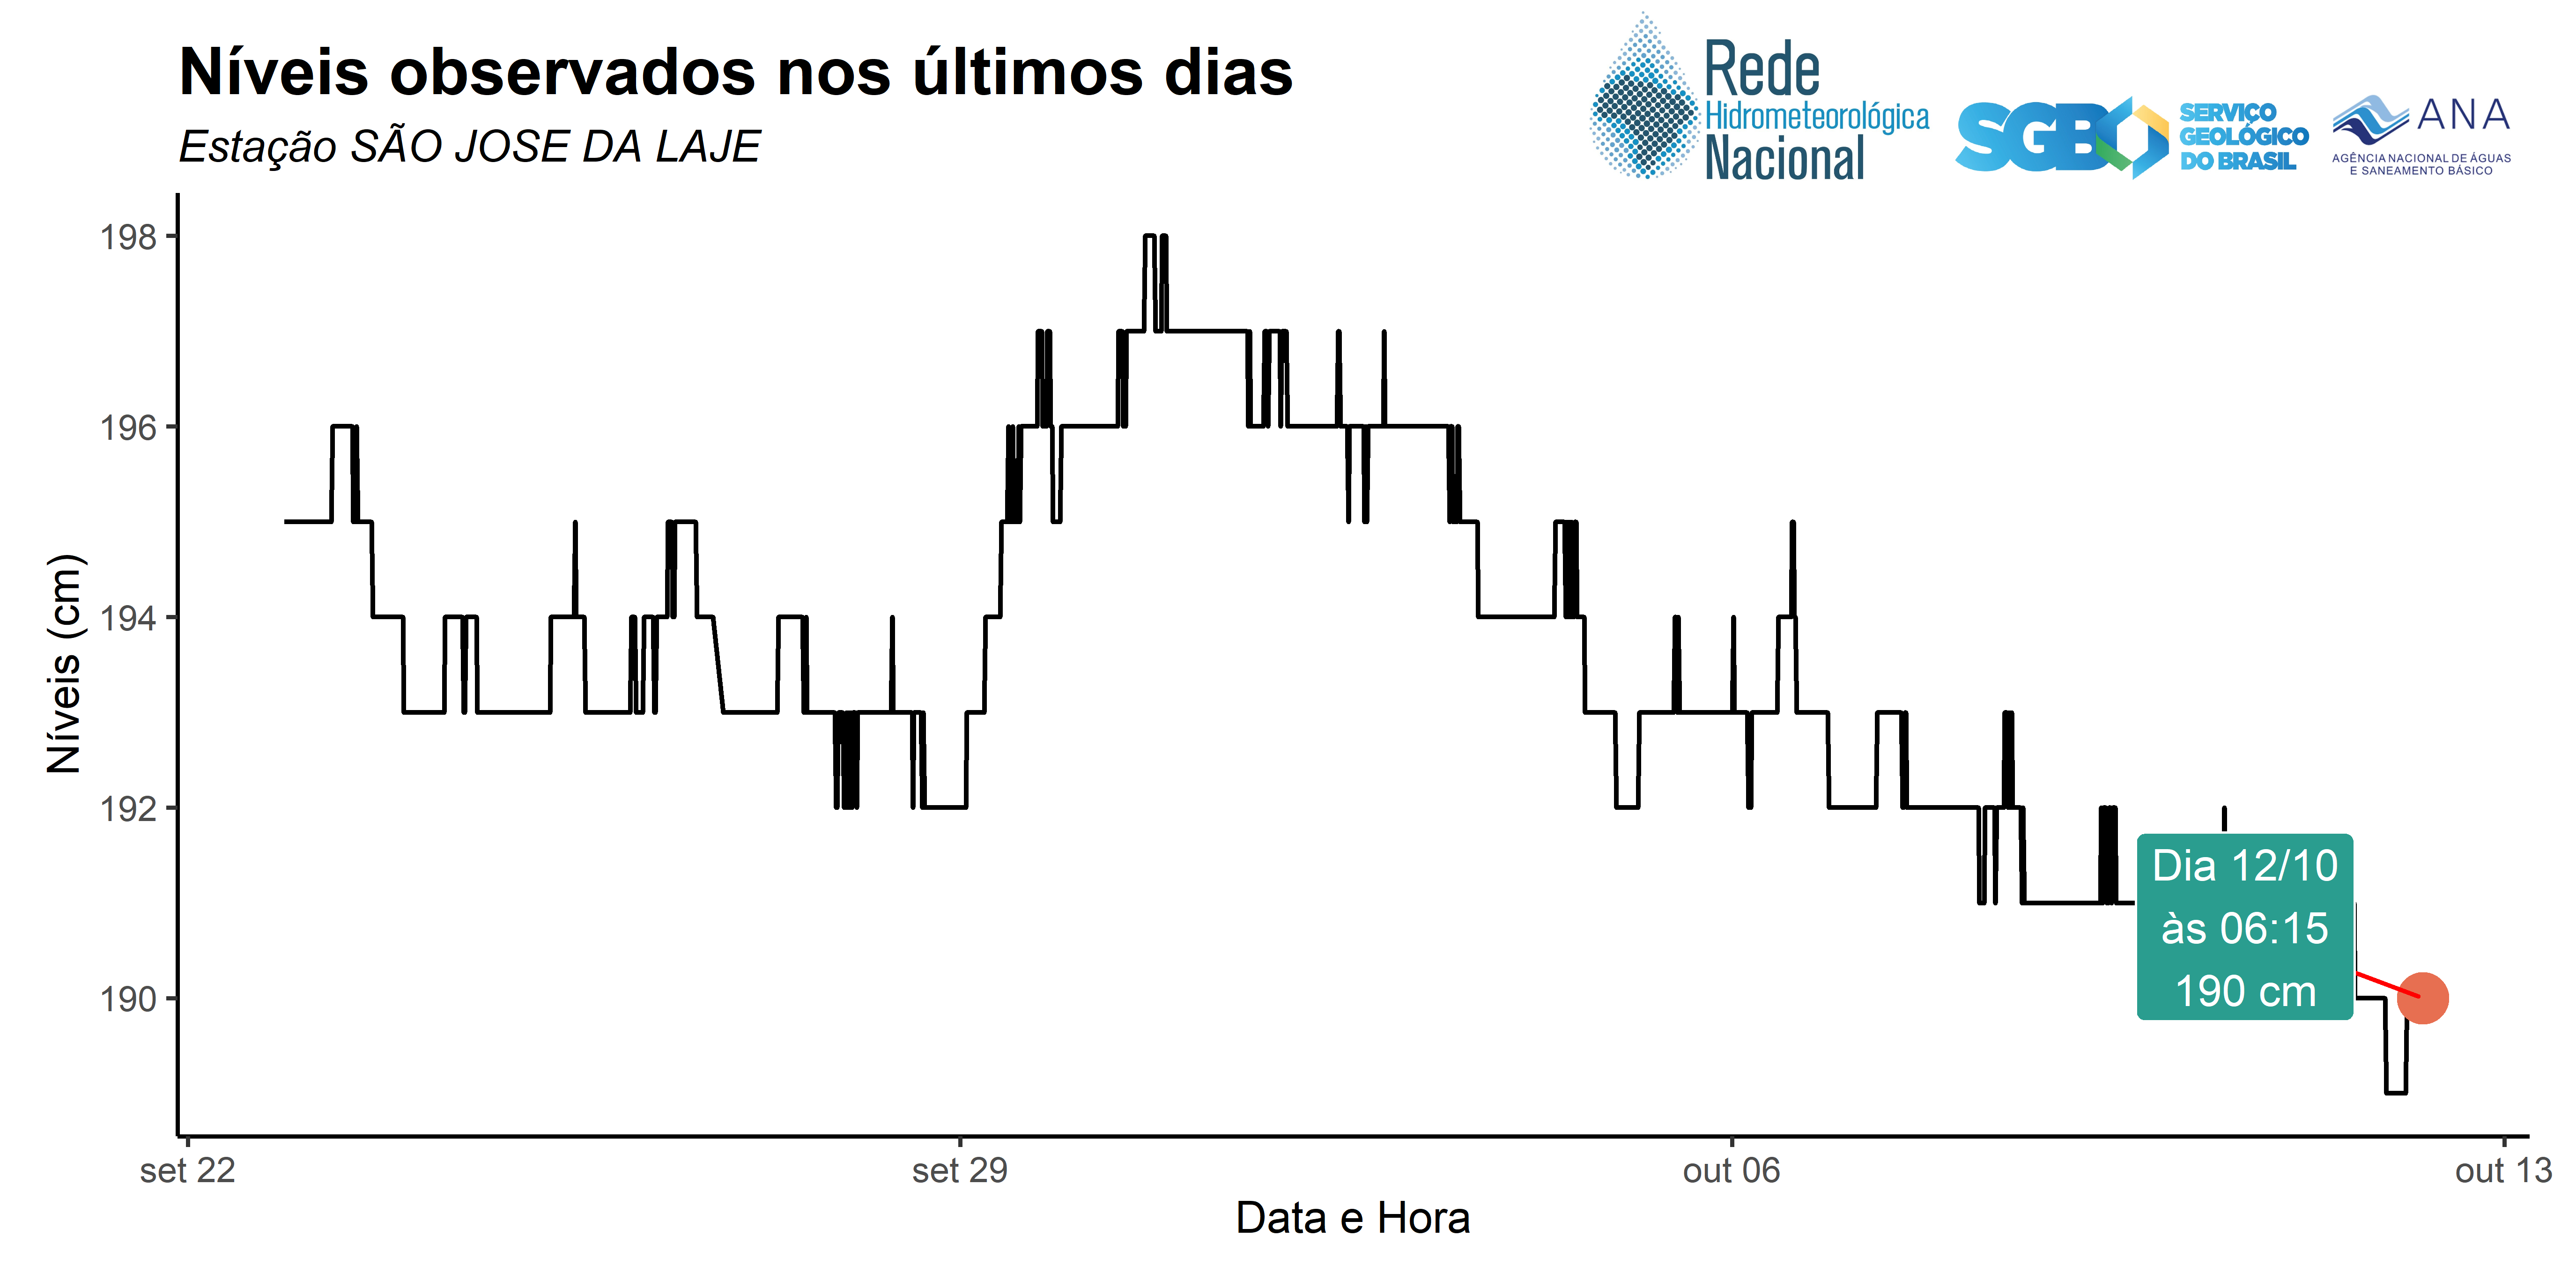 Níveis observados nos últimos dias
Estação SÃO JOSE DA LAJE
Rede
Hidrometeorológica
Nacional
SGB
SERVIÇO
GEOLÓGICO
DO BRASIL
ANA
AGÊNCIA NACIONAL DE ÁGUAS
E SANEAMENTO BÁSICO
Níveis (cm)
198
196
194
192
190
Dia 12/10
às 06:15
190 cm
set 22
set 29
out 06
out 13
Data e Hora